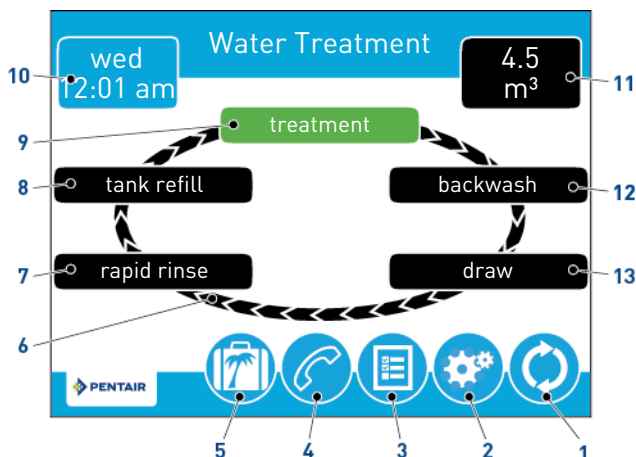 Water Treatment
wed
12:01 am
4.5
m³
10
11
treatment
9
tank refill
backwash
8
12
rapid rinse
draw
7
13
6
PENTAIR
5
4
3
2
1